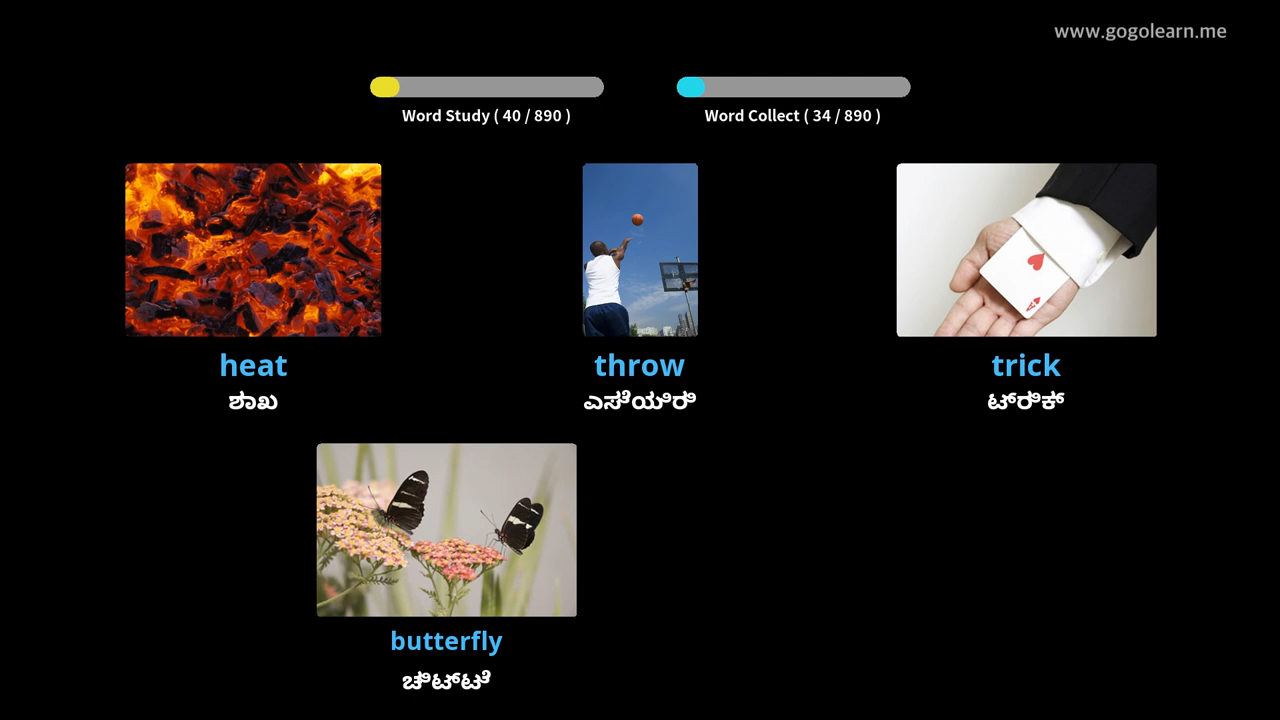 www.gogolearn.me
Word Study ( 40 / 890 )
Word Collect ( 34 / 890 )
heat
ಶಾಖ
throw
ಎಸೆಯಿರಿ
trick
ಟ್ರಿಕ್
butterfly
ಚಿಟ್ಟೆ